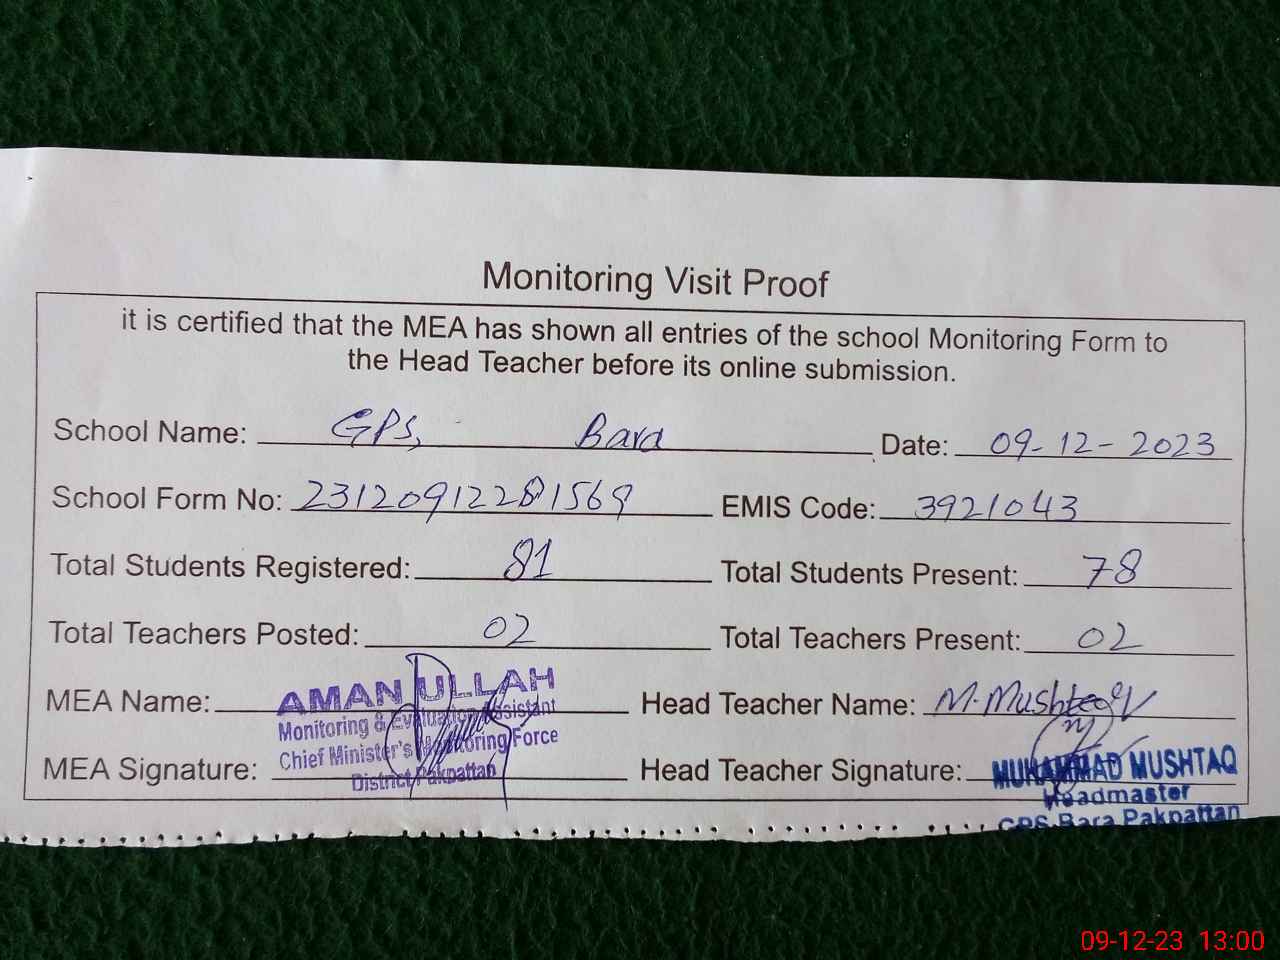 Monitoring Visit Proof
it is certified that the MEA has shown all entries of the school Monitoring Form to
the Head Teacher before its online submission.
School Name: GPS, Bara Date: 09-12-2023
School Form No: 231209122281569 EMIS Code: 3921043
Total Students Registered: 81 Total Students Present: 78
Total Teachers Posted: 02 Total Teachers Present: 02
MEA Name: AMAN ULLAH Head Teacher Name: M. Mushtaq
Monitoring & Evaluation Assistant
Chief Minister's Monitoring Force
MEA Signature: District Pakpattan Head Teacher Signature: MUHAMMAD MUSHTAQ
Headmaster
GPS Bara Pakpattan
09-12-23 13:00